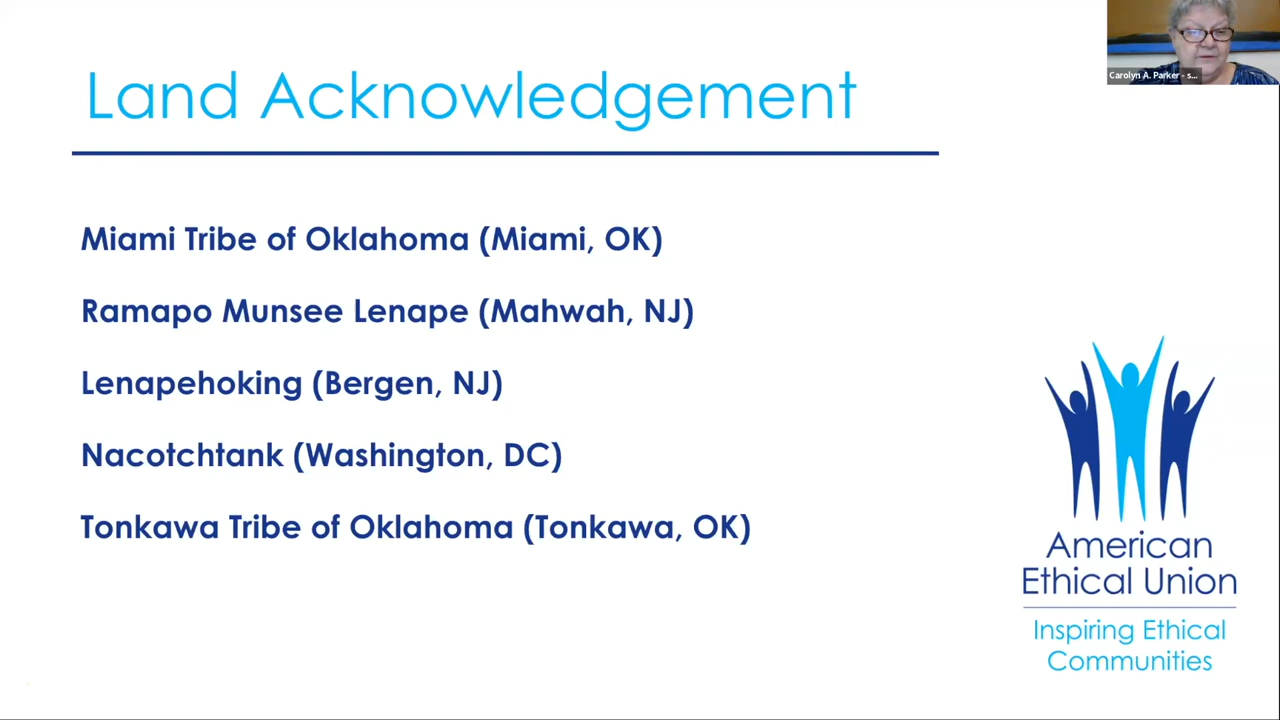 Land Acknowledgement
Carolyn A. Parker - s...
Miami Tribe of Oklahoma (Miami, OK)
Ramapo Munsee Lenape (Mahwah, NJ)
Lenapehoking (Bergen, NJ)
Nacotchtank (Washington, DC)
Tonkawa Tribe of Oklahoma (Tonkawa, OK)
American
Ethical Union
Inspiring Ethical
Communities